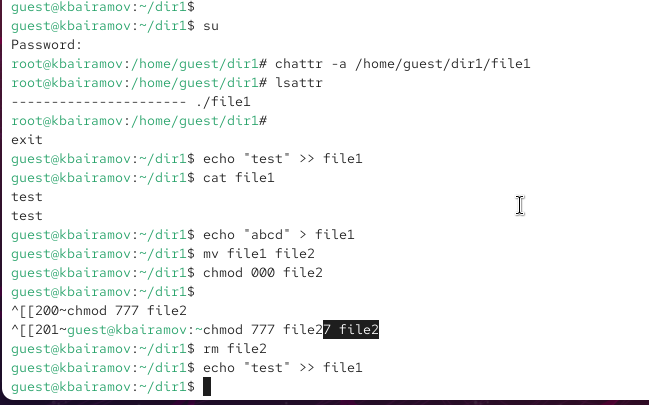 guest@kbairamov:~/dir1$
guest@kbairamov:~/dir1$ su
Password:
root@kbairamov:/home/guest/dir1# chattr -a /home/guest/dir1/file1
root@kbairamov:/home/guest/dir1# lsattr
---------------------- ./file1
root@kbairamov:/home/guest/dir1#
exit
guest@kbairamov:~/dir1$ echo "test" >> file1
guest@kbairamov:~/dir1$ cat file1
test
test
guest@kbairamov:~/dir1$ echo "abcd" > file1
guest@kbairamov:~/dir1$ mv file1 file2
guest@kbairamov:~/dir1$ chmod 000 file2
guest@kbairamov:~/dir1$
^[[200~chmod 777 file2
^[[201~guest@kbairamov:~chmod 777 file27 file2
guest@kbairamov:~/dir1$ rm file2
guest@kbairamov:~/dir1$ echo "test" >> file1
guest@kbairamov:~/dir1$